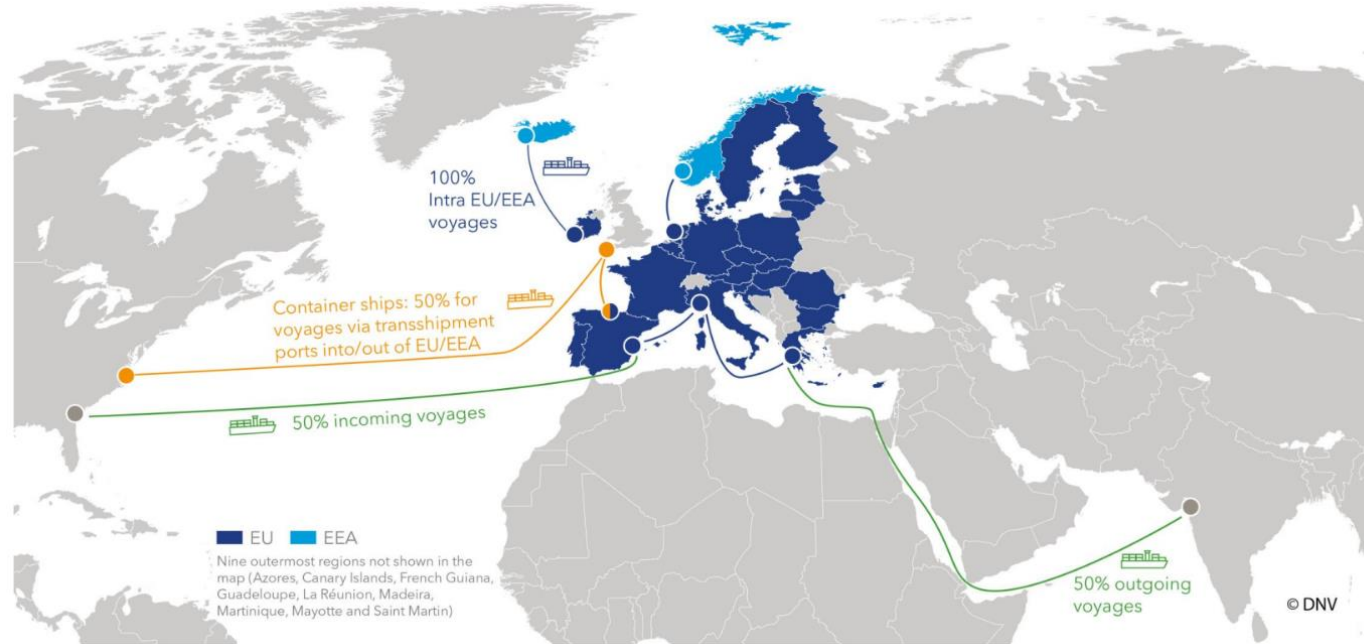 100%
Intra EU/EEA
voyages
Container ships: 50% for
voyages via transshipment
ports into/out of EU/EEA
50% incoming voyages
EU EEA
Nine outermost regions not shown in the
map (Azores, Canary Islands, French Guiana,
Guadeloupe, La Réunion, Madeira,
Martinique, Mayotte and Saint Martin)
50% outgoing
voyages
© DNV